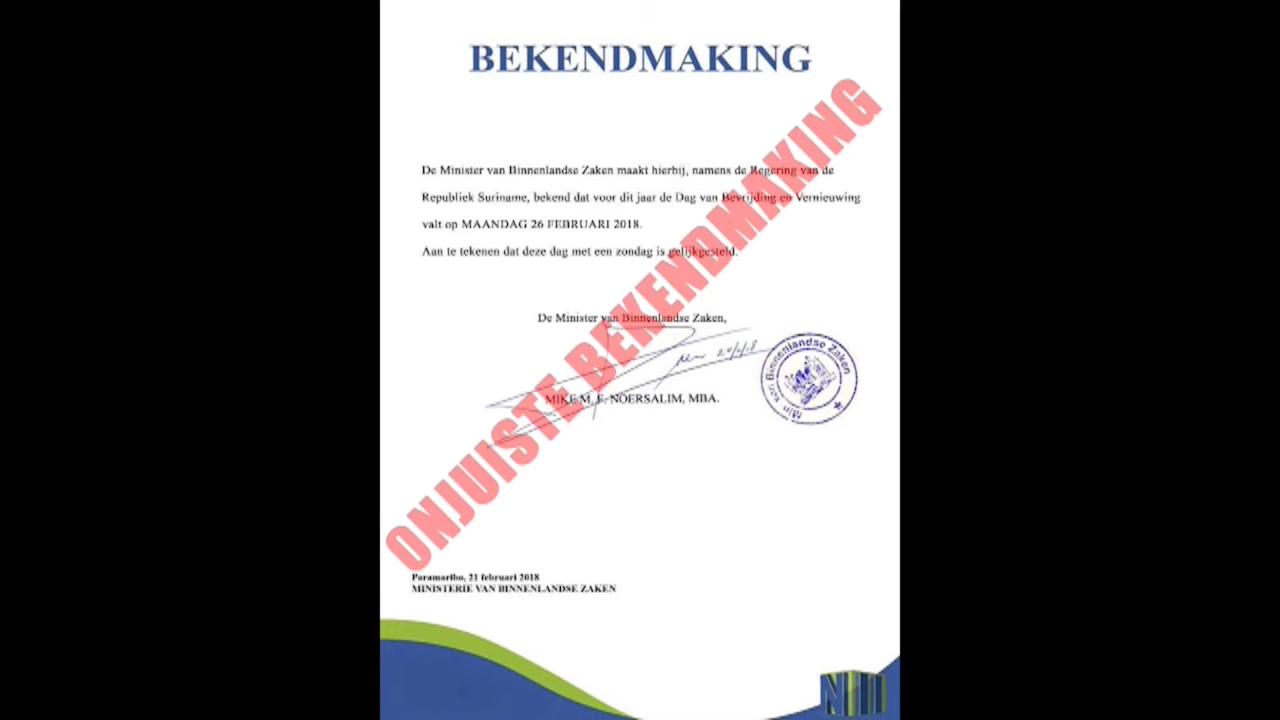 BEKENDMAKING
De Minister van Binnenlandse Zaken maakt hierbij, namens de Regering van de
Republiek Suriname, bekend dat voor dit jaar de Dag van Bevrijding en Vernieuwing
valt op MAANDAG 26 FEBRUARI 2018.
Aan te tekenen dat deze dag met een zondag is gelijkgesteld.
ONJUISTE BEKENDMAKING
De Minister van Binnenlandse Zaken,
MIKE M. F. NOERSALIM, MBA.
Min van Binnenlandse Zaken
Paramaribo, 21 februari 2018
MINISTERIE VAN BINNENLANDSE ZAKEN